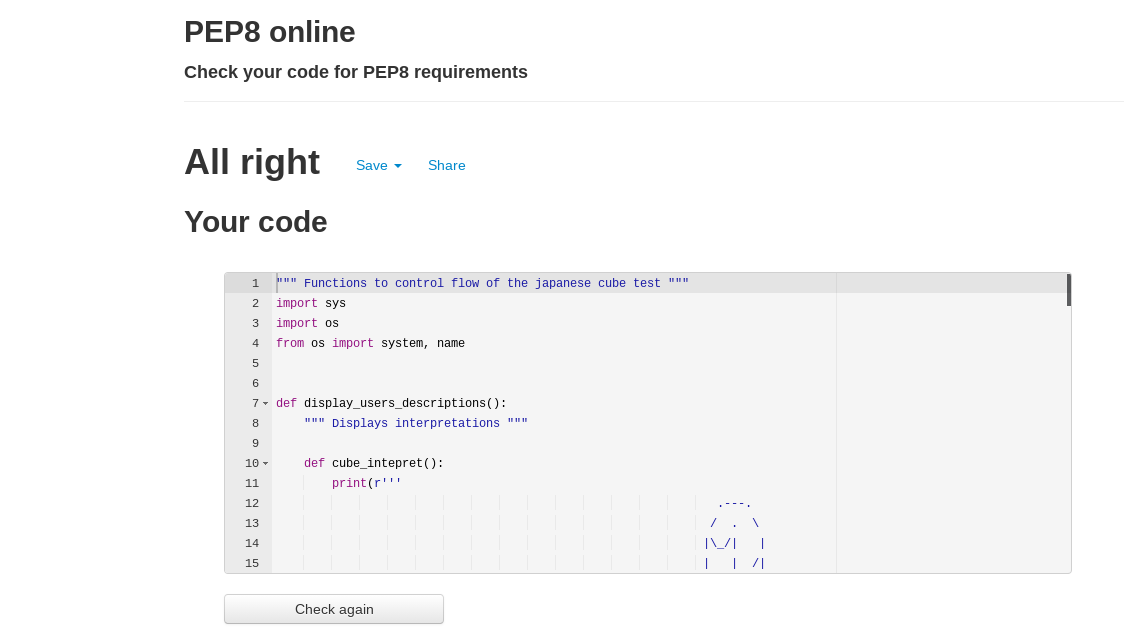 PEP8 online
Check your code for PEP8 requirements
All right Save Share
Your code
1 """ Functions to control flow of the japanese cube test """
2 import sys
3 import os
4 from os import system, name
5
6
7 def display_users_descriptions():
8     """ Displays interpretations """
9
10     def cube_intepret():
11         print(r'''
12                                                                .---.
13                                                               /  .  \
14                                                              |\_/|   |
15                                                              |   |  /|
Check again